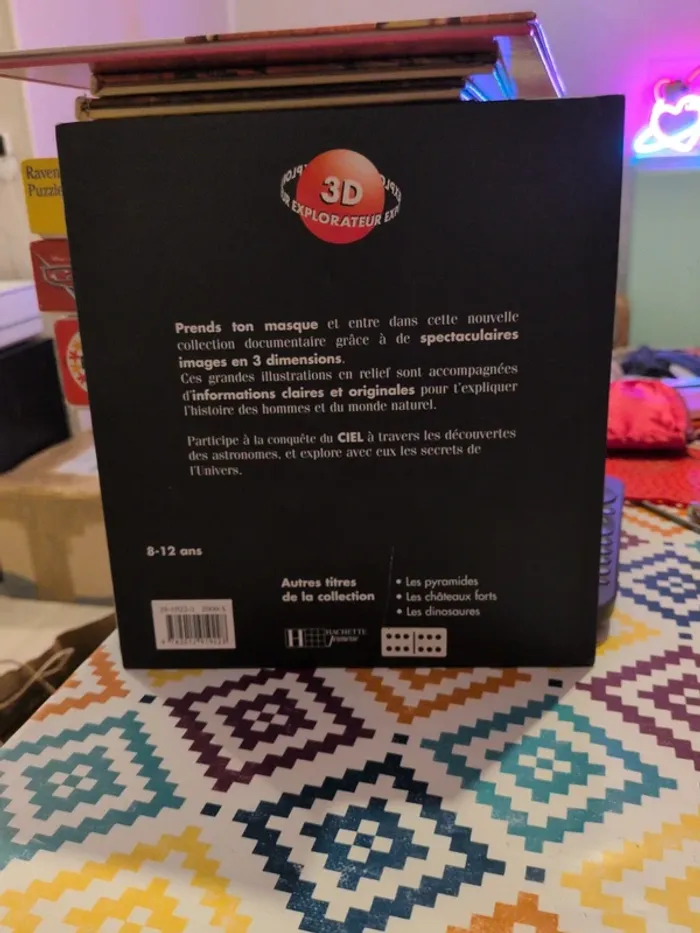 Raven
Puzzle
3D
EXPLORATEUR
Prends ton masque et entre dans cette nouvelle
collection documentaire grâce à de spectaculaires
images en 3 dimensions.
Ces grandes illustrations en relief sont accompagnées
d'informations claires et originales pour t'expliquer
l'histoire des hommes et du monde naturel.
Participe à la conquête du CIEL à travers les découvertes
des astronomes, et explore avec eux les secrets de
l'Univers.
8-12 ans
Autres titres
de la collection
• Les pyramides
• Les châteaux forts
• Les dinosaures
HACHETTE
Jeunesse